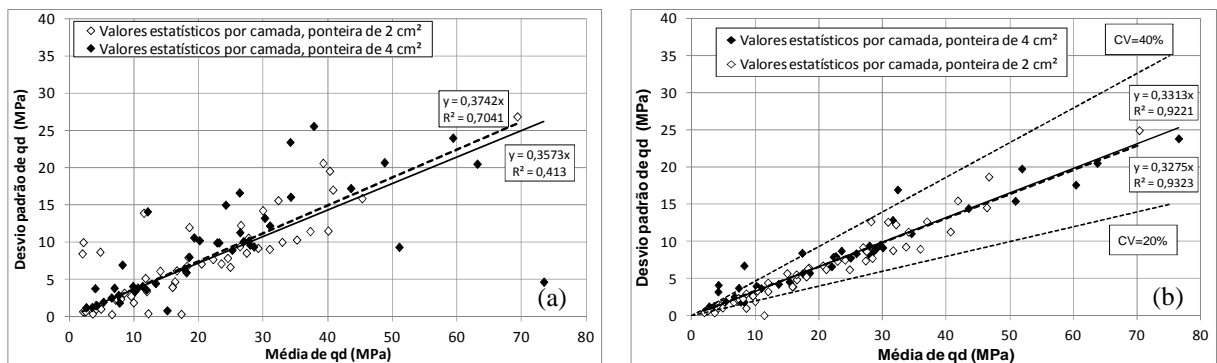 40
35
30
25
20
15
10
5
0
Desvio padrão de qd (MPa)
Valores estatísticos por camada, ponteira de 2 cm²
Valores estatísticos por camada, ponteira de 4 cm²
y = 0,3742x
R² = 0,7041
y = 0,3573x
R² = 0,413
(a)
0 10 20 30 40 50 60 70 80
Média de qd (MPa)
40
35
30
25
20
15
10
5
0
Desvio padrão de qd (MPa)
Valores estatísticos por camada, ponteira de 4 cm²
Valores estatísticos por camada, ponteira de 2 cm²
CV=40%
y = 0,3313x
R² = 0,9221
y = 0,3275x
R² = 0,9323
CV=20%
(b)
0 10 20 30 40 50 60 70 80
Média de qd (MPa)